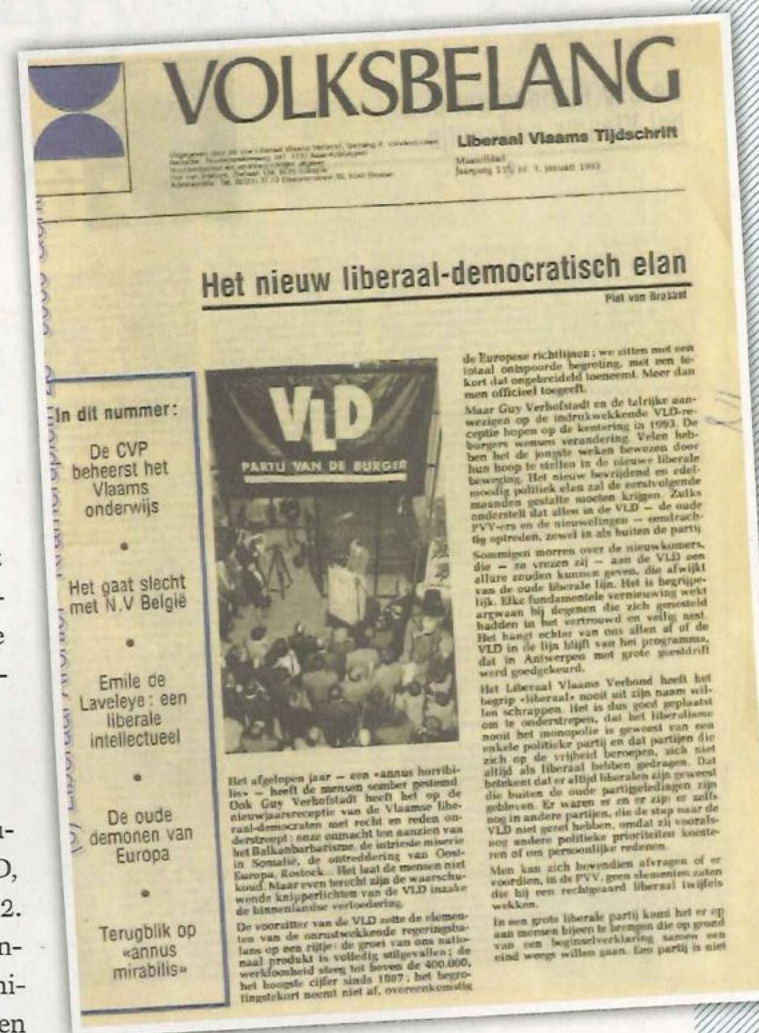 VOLKSBELANG
Liberaal Vlaams Tijdschrift
Maandblad
Jaargang 115, nr. 1, januari 1993
Het nieuw liberaal-democratisch elan
Piet van Brabant
In dit nummer:
De CVP
beheerst het
Vlaams
onderwijs
Het gaat slecht
met N.V België
Emile de
Laveleye: een
liberale
intellectueel
De oude
demonen van
Europa
Terugblik op
«annus
mirabilis»
VLD
PARTIJ VAN DE BURGER
Het afgelopen jaar — een «annus horribi-
lis» — heeft de mensen somber gestemd.
Ook Guy Verhofstadt heeft het op de
nieuwjaarsreceptie van de Vlaamse libe-
raal-democraten met recht en reden on-
derstreept: onze onmacht ten aanzien van
het Balkanbarbarisme, de intrieste miserie
in Somalië, de ontreddering van Oost-
Europa, Rostock... Het laat de mensen niet
koud. Maar even terecht zijn de waarschu-
wende knipperlichten van de VLD inzake
de binnenlandse verloedering.
De voorzitter van de VLD zette de elemen-
ten van de onrustwekkende regeringsba-
lans op een rijtje: de groei van ons natio-
naal produkt is volledig stilgevallen; de
werkloosheid steeg tot boven de 400.000,
het hoogste cijfer sinds 1987; het begro-
tingstekort neemt niet af, overeenkomstig
de Europese richtlijnen; we zitten met een
totaal ontspoorde begroting, met een te-
kort dat ongebreideld toeneemt. Meer dan
men officieel toegeeft.
Maar Guy Verhofstadt en de talrijke aan-
wezigen op de indrukwekkende VLD-re-
ceptie hopen op de kentering in 1993. De
burgers wensen verandering. Velen heb-
ben het de jongste weken bewezen door
hun hoop te stellen in de nieuwe liberale
beweging. Het nieuw bevrijdend en edel-
moedig politiek elan zal de eerstvolgende
maanden gestalte moeten krijgen. Zulks
onderstelt dat allen in de VLD — de oude
PVV-ers en de nieuwelingen — eendrach-
tig optreden, zowel in als buiten de partij.
Sommigen morren over de nieuwkomers,
die — zo vrezen zij — aan de VLD een
allure zouden kunnen geven, die afwijkt
van de oude liberale lijn. Het is begrijpe-
lijk. Elke fundamentele vernieuwing wekt
argwaan bij degenen die zich genesteld
hadden in het vertrouwd en veilig nest.
Het hangt echter van ons allen af of de
VLD in de lijn blijft van het programma,
dat in Antwerpen met grote geestdrift
werd goedgekeurd.
Het Liberaal Vlaams Verbond heeft het
begrip «liberaal» nooit uit zijn naam wil-
len schrappen. Het is dus goed geplaatst
om te onderstrepen, dat het liberalisme
nooit het monopolie is geweest van een
enkele politieke partij en dat partijen die
zich op de vrijheid beroepen, zich niet
altijd als liberaal hebben gedragen. Dat
betekent dat er altijd liberalen zijn geweest
die buiten de oude partijgeledingen zijn
gebleven. Er waren er en er zijn er zelfs
nog in andere partijen, die de stap naar de
VLD niet gezet hebben, omdat zij voorals-
nog andere politieke prioriteiten koeste-
ren of om persoonlijke redenen.
Men kan zich bovendien afvragen of er
voordien, in de PVV, geen elementen zaten
die bij een rechtgeaard liberaal twijfels
wekken.
In een grote liberale partij komt het er op
aan mensen bijeen te brengen die op grond
van een beginselverklaring samen een
eind weegs willen gaan. Een partij is niet